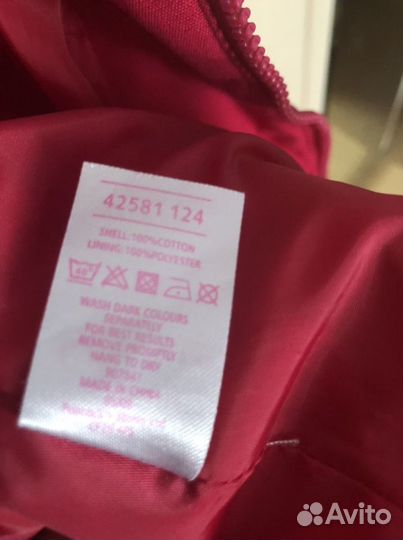 42581 124
SHELL: 100%COTTON
LINING: 100%POLYESTER
40°
WASH DARK COLOURS
SEPARATELY
FOR BEST RESULTS
REMOVE PROMPTLY
HANG TO DRY
MADE IN CHINA
Avito